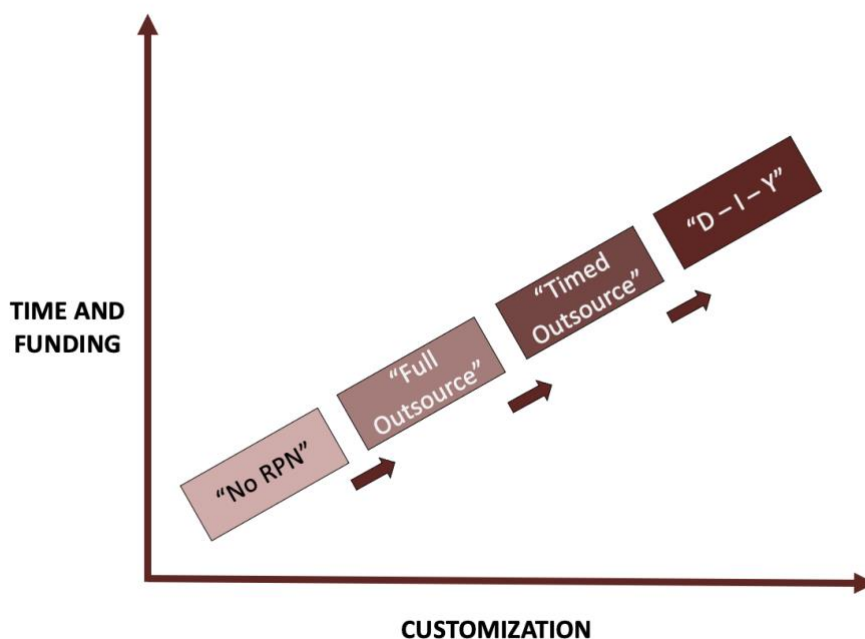 TIME AND
FUNDING
“No RPN”
“Full
Outsource”
“Timed
Outsource”
“D – I – Y”
CUSTOMIZATION